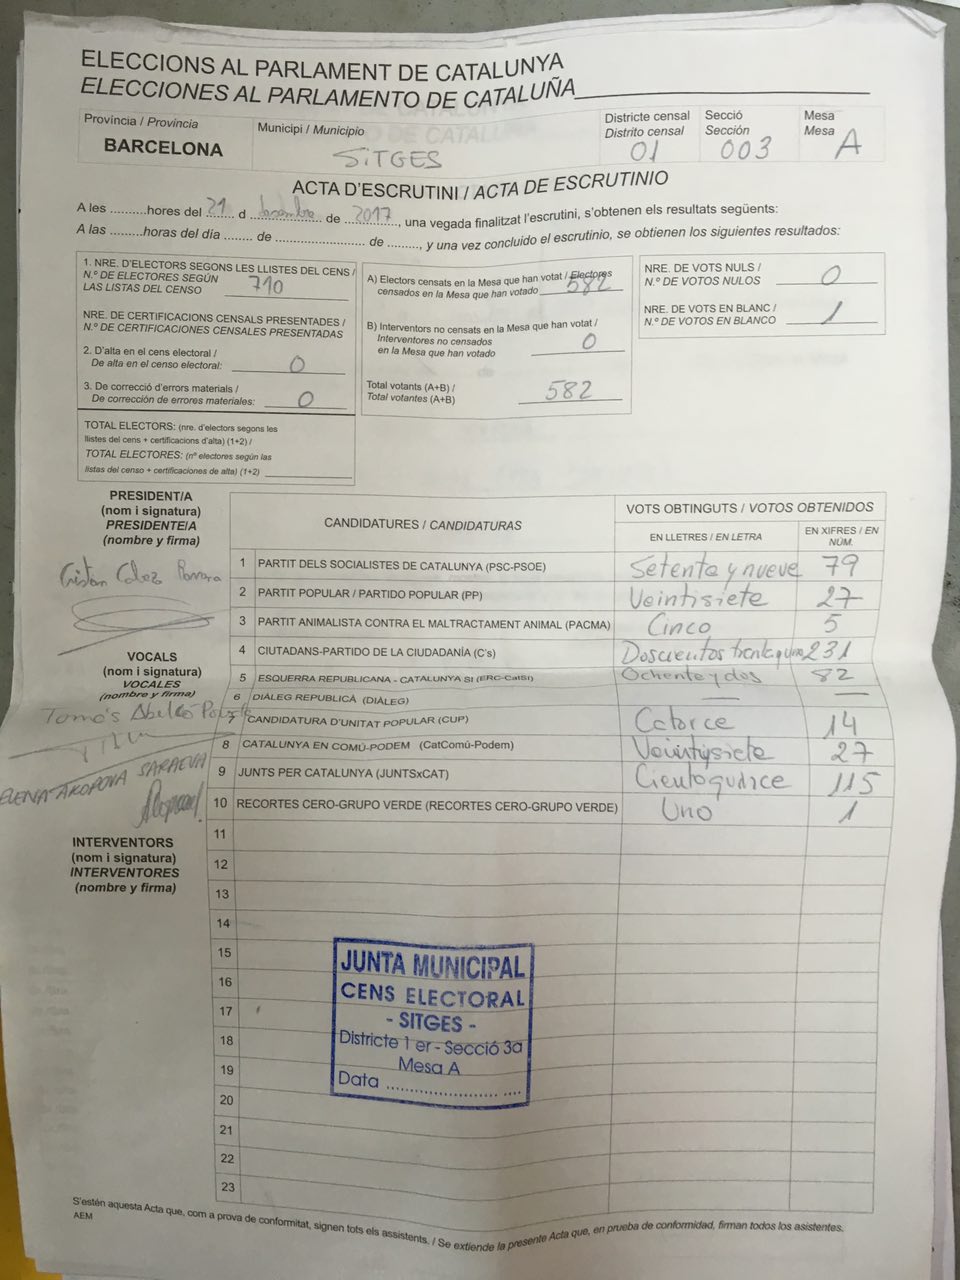 ELECCIONS AL PARLAMENT DE CATALUNYA
ELECCIONES AL PARLAMENTO DE CATALUÑA
Provincia / Provincia
BARCELONA
Municipi / Municipio
SITGES
Districte censal
Distrito censal
01
Secció
Sección
003
Mesa
Mesa
A
ACTA D'ESCRUTINI / ACTA DE ESCRUTINIO
A les ..........hores del 21 d ........ de 2017, una vegada finalitzat l'escrutini, s'obtenen els resultats següents:
A las ..........horas del día ........ de ........................ de ........, y una vez concluido el escrutinio, se obtienen los siguientes resultados:
1. NRE. D'ELECTORS SEGONS LES LLISTES DEL CENS /
N.º DE ELECTORES SEGÚN
LAS LISTAS DEL CENSO 710
NRE. DE CERTIFICACIONS CENSALS PRESENTADES /
N.º DE CERTIFICACIONES CENSALES PRESENTADAS
2. D'alta en el cens electoral /
De alta en el censo electoral: 0
3. De correcció d'errors materials /
De corrección de errores materiales: 0
TOTAL ELECTORS: (nre. d'electors segons les
llistes del cens + certificacions d'alta) (1+2) /
TOTAL ELECTORES: (nº electores según las
listas del censo + certificaciones de alta) (1+2)
A) Electors censats en la Mesa que han votat / Electores
censados en la Mesa que han votado 582
B) Interventors no censats en la Mesa que han votat /
Interventores no censados
en la Mesa que han votado 0
Total votants (A+B) /
Total votantes (A+B) 582
NRE. DE VOTS NULS /
N.º DE VOTOS NULOS 0
NRE. DE VOTS EN BLANC /
N.º DE VOTOS EN BLANCO 1
PRESIDENT/A
(nom i signatura)
PRESIDENTE/A
(nombre y firma)
VOCALS
(nom i signatura)
VOCALES
(nombre y firma)
Tomás
ELENA SARAEVA
INTERVENTORS
(nom i signatura)
INTERVENTORES
(nombre y firma)
CANDIDATURES / CANDIDATURAS
VOTS OBTINGUTS / VOTOS OBTENIDOS
EN LLETRES / EN LETRA
EN XIFRES / EN
NÚM.
1 PARTIT DELS SOCIALISTES DE CATALUNYA (PSC-PSOE) Setenta y nueve 79
2 PARTIT POPULAR / PARTIDO POPULAR (PP) Veintisiete 27
3 PARTIT ANIMALISTA CONTRA EL MALTRACTAMENT ANIMAL (PACMA) Cinco 5
4 CIUTADANS-PARTIDO DE LA CIUDADANÍA (C's) Doscientos treinta y uno 231
5 ESQUERRA REPUBLICANA - CATALUNYA SI (ERC-CatSI) Ochenta y dos 82
6 DIÀLEG REPUBLICÀ (DIÀLEG) — —
7 CANDIDATURA D'UNITAT POPULAR (CUP) Catorce 14
8 CATALUNYA EN COMÚ-PODEM (CatComú-Podem) Veintysiete 27
9 JUNTS PER CATALUNYA (JUNTSxCAT) Ciento quince 115
10 RECORTES CERO-GRUPO VERDE (RECORTES CERO-GRUPO VERDE) Uno 1
11
12
13
14
15
16
17
18
19
20
21
22
23
JUNTA MUNICIPAL
CENS ELECTORAL
- SITGES -
Districte 1 er - Secció 3a
Mesa A
Data ........................
S'estén aquesta Acta que, com a prova de conformitat, signen tots els assistents. / Se extiende la presente Acta que, en prueba de conformidad, firman todos los asistentes.
AEM